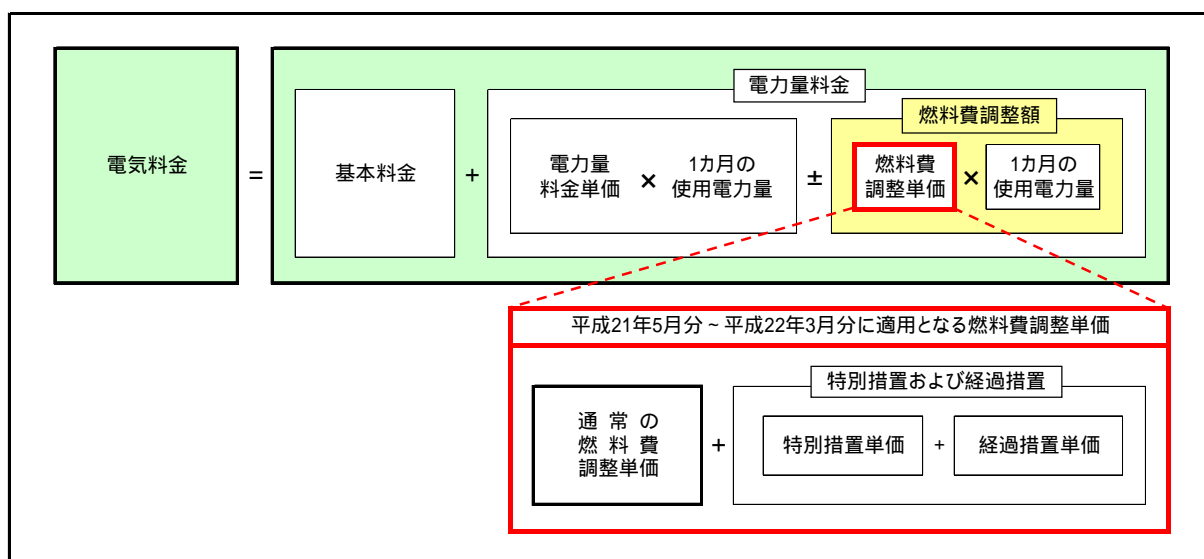 電気料金
=
基本料金
+
電力量料金
電力量
料金単価
×
1カ月の
使用電力量
±
燃料費調整額
燃料費
調整単価
×
1カ月の
使用電力量
平成21年5月分~平成22年3月分に適用となる燃料費調整単価
通常の
燃料費
調整単価
+
特別措置および経過措置
特別措置単価
+
経過措置単価